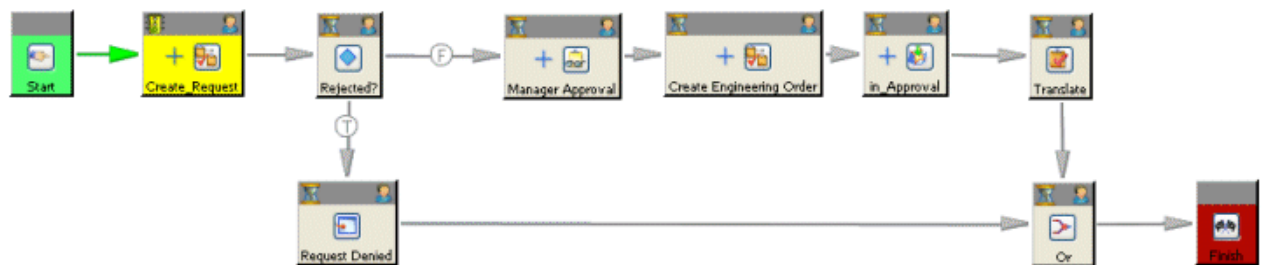 Start
Create_Request
Rejected?
F
Manager Approval
Create Engineering Order
in_Approval
Translate
T
Request Denied
Or
Finish